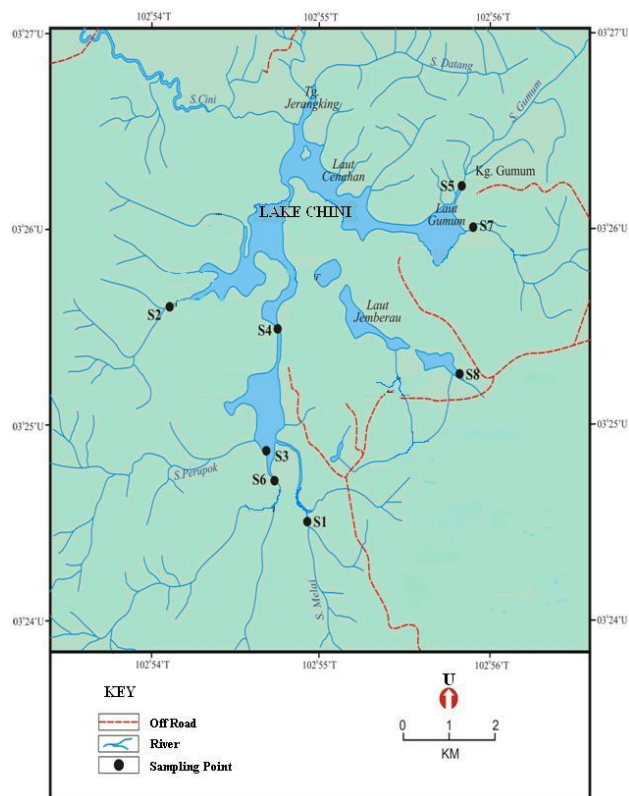 102°54'T 102°55'T 102°56'T
03°27' 03°27'N
S. Datang
S. Gumum
S.Cini
Tg.
Jerangking
Laut
Cenahan
S5 Kg. Gumum
LAKE CHINI
Laut
Gumum
S7
03°26' 03°26'N
S2
Laut
Jemberau
S4
S8
03°25' 03°25'N
S3
S.Perupok
S6
S1
S. Melai
03°24' 03°24'N
102°54'T 102°55'T 102°56'T
KEY
U
Off Road
River
Sampling Point
0 1 2
KM